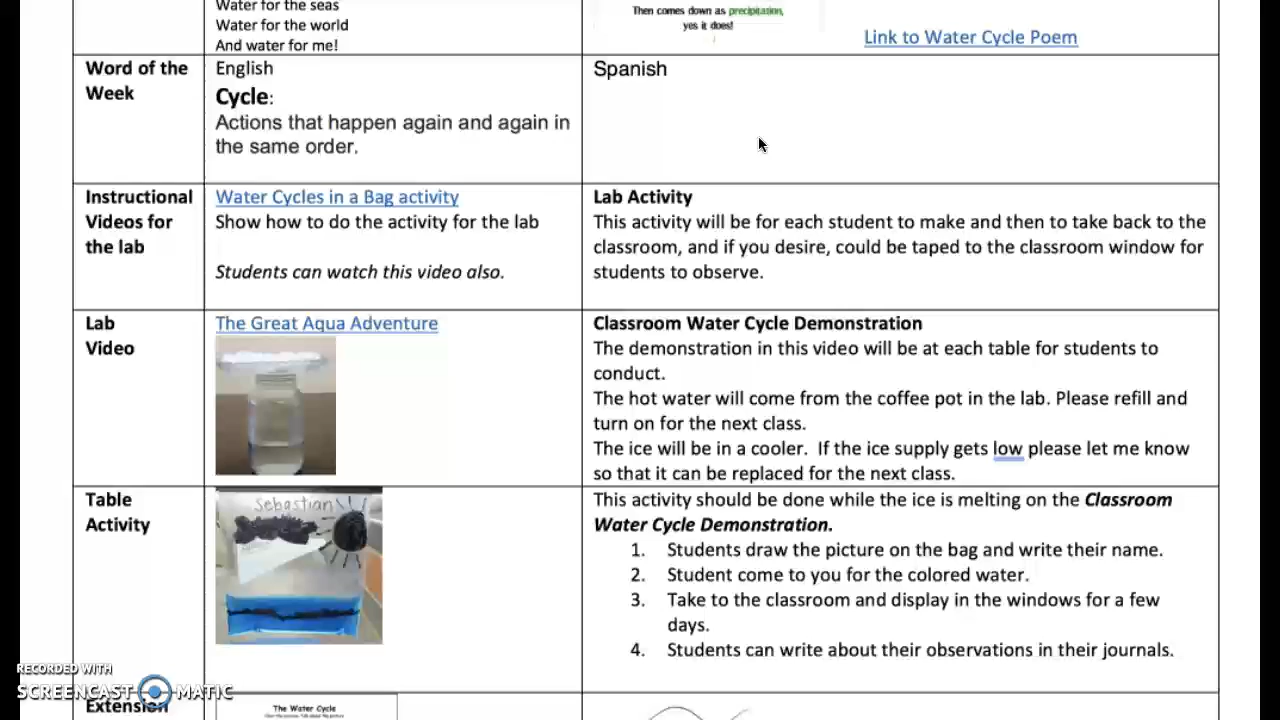 Water for the seas
Water for the world
And water for me!
Then comes down as precipitation,
yes it does!
Link to Water Cycle Poem
Word of the
Week
English
Cycle:
Actions that happen again and again in
the same order.
Spanish
Instructional
Videos for
the lab
Water Cycles in a Bag activity
Show how to do the activity for the lab
Students can watch this video also.
Lab Activity
This activity will be for each student to make and then to take back to the
classroom, and if you desire, could be taped to the classroom window for
students to observe.
Lab
Video
The Great Aqua Adventure
Classroom Water Cycle Demonstration
The demonstration in this video will be at each table for students to
conduct.
The hot water will come from the coffee pot in the lab. Please refill and
turn on for the next class.
The ice will be in a cooler.  If the ice supply gets low please let me know
so that it can be replaced for the next class.
Table
Activity
Sebastian
This activity should be done while the ice is melting on the Classroom
Water Cycle Demonstration.
1. Students draw the picture on the bag and write their name.
2. Student come to you for the colored water.
3. Take to the classroom and display in the windows for a few
days.
4. Students can write about their observations in their journals.
RECORDED WITH
SCREENCAST MATIC
Extension
The Water Cycle